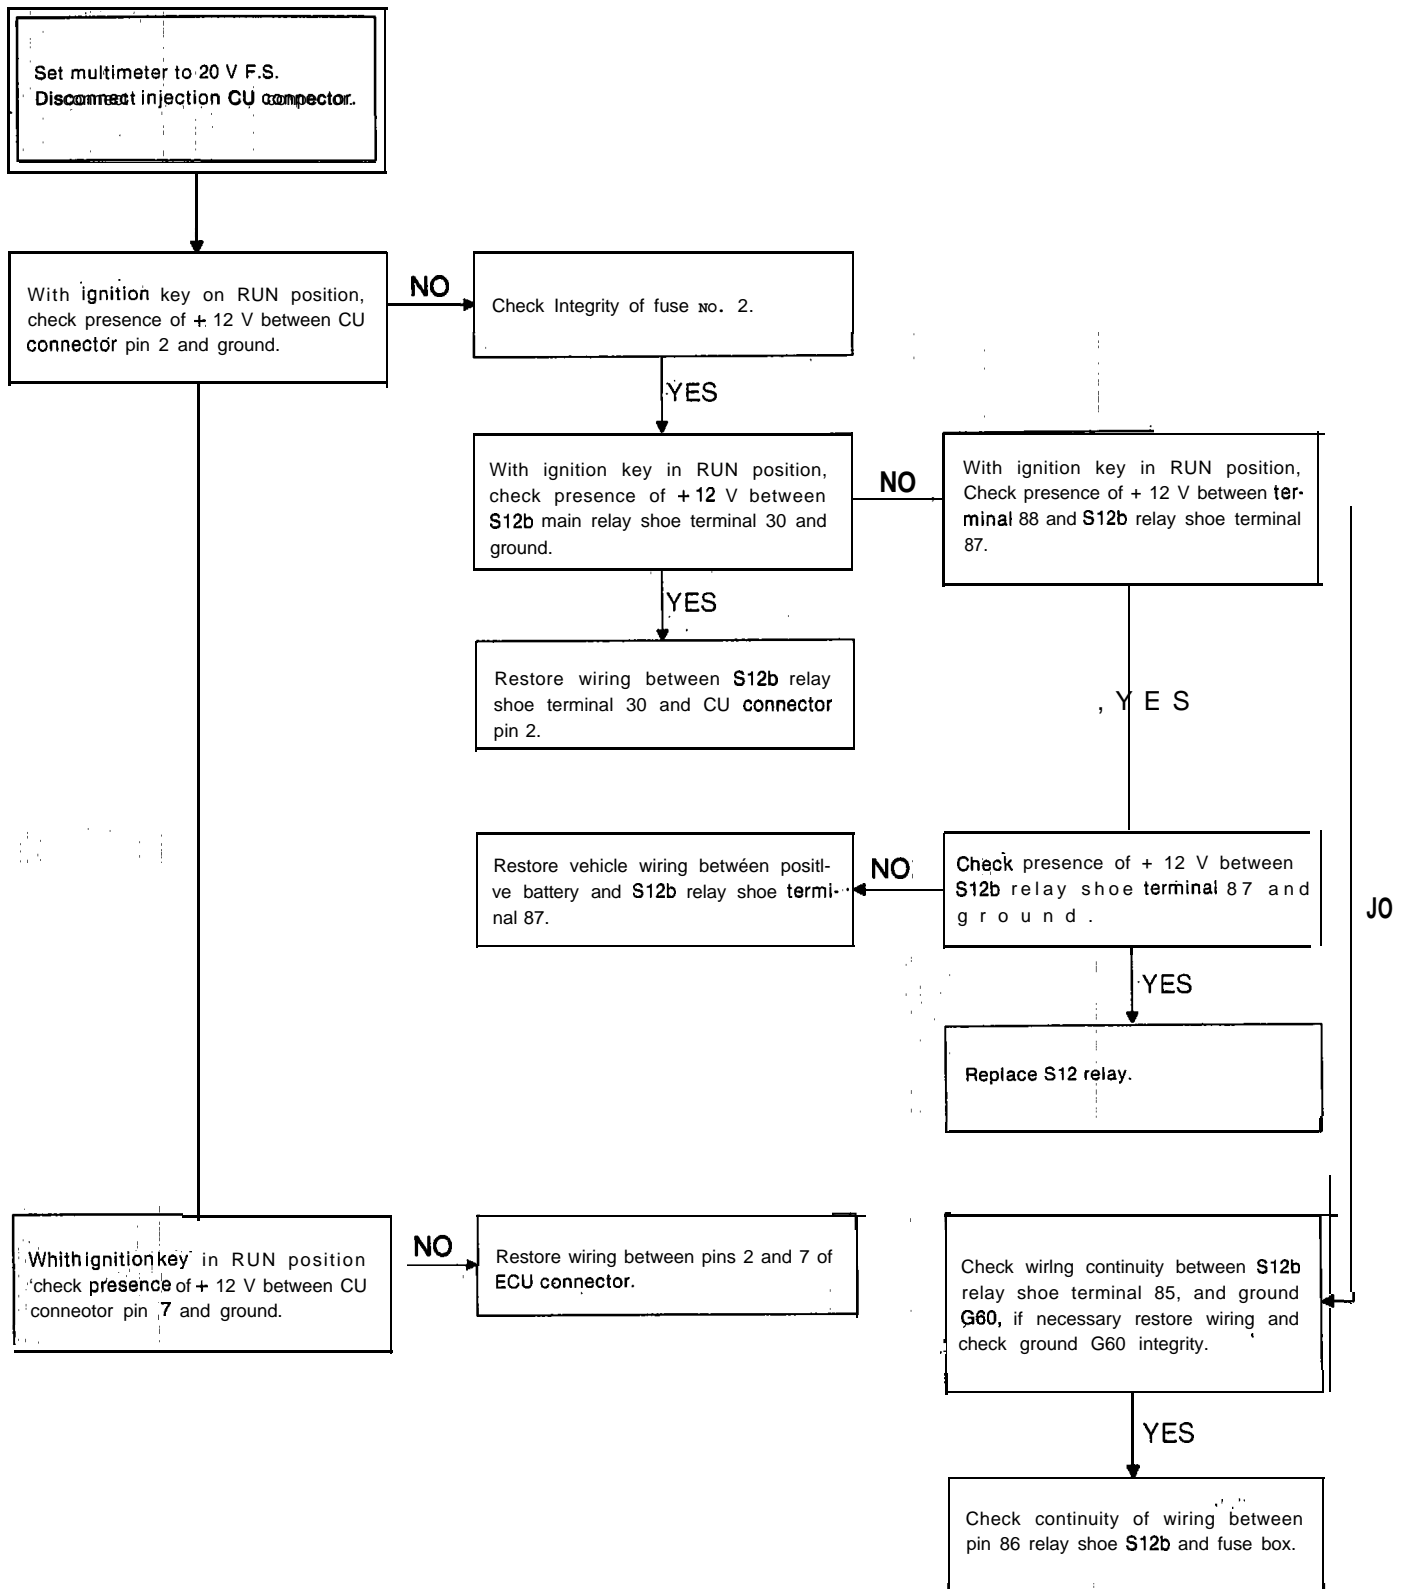 Set multimeter to 20 V F.S.
Disconnect injection CU connector.
With ignition key on RUN position,
check presence of + 12 V between CU
connector pin 2 and ground.
NO
Check Integrity of fuse NO. 2.
YES
With ignition key in RUN position,
check presence of + 12 V between
S12b main relay shoe terminal 30 and
ground.
NO
With ignition key in RUN position,
Check presence of + 12 V between ter-
minal 88 and S12b relay shoe terminal
87.
YES
Restore wiring between S12b relay
shoe terminal 30 and CU connector
pin 2.
, YES
Restore vehicle wiring between positi-
ve battery and S12b relay shoe termi-
nal 87.
NO
Check presence of + 12 V between
S12b relay shoe terminal 87 and
ground.
JO
YES
Replace S12 relay.
Whith ignition key in RUN position
check presence of + 12 V between CU
conneotor pin 7 and ground.
NO
Restore wiring between pins 2 and 7 of
ECU connector.
Check wiring continuity between S12b
relay shoe terminal 85, and ground
G60, if necessary restore wiring and
check ground G60 integrity.
YES
Check continuity of wiring between
pin 86 relay shoe S12b and fuse box.